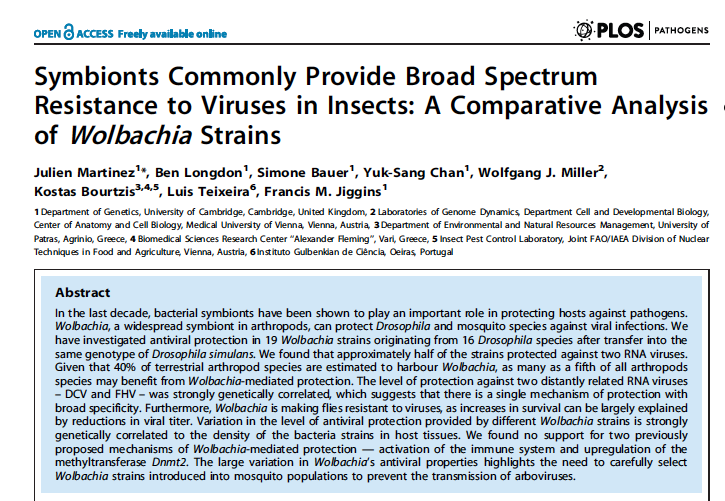 OPEN ACCESS Freely available online
PLOS | PATHOGENS
Symbionts Commonly Provide Broad Spectrum
Resistance to Viruses in Insects: A Comparative Analysis
of Wolbachia Strains
Julien Martinez1*, Ben Longdon1, Simone Bauer1, Yuk-Sang Chan1, Wolfgang J. Miller2,
Kostas Bourtzis3,4,5, Luis Teixeira6, Francis M. Jiggins1
1 Department of Genetics, University of Cambridge, Cambridge, United Kingdom, 2 Laboratories of Genome Dynamics, Department Cell and Developmental Biology,
Center of Anatomy and Cell Biology, Medical University of Vienna, Vienna, Austria, 3 Department of Environmental and Natural Resources Management, University of
Patras, Agrinio, Greece, 4 Biomedical Sciences Research Center "Alexander Fleming", Vari, Greece, 5 Insect Pest Control Laboratory, Joint FAO/IAEA Division of Nuclear
Techniques in Food and Agriculture, Vienna, Austria, 6 Instituto Gulbenkian de Ciência, Oeiras, Portugal
Abstract
In the last decade, bacterial symbionts have been shown to play an important role in protecting hosts against pathogens.
Wolbachia, a widespread symbiont in arthropods, can protect Drosophila and mosquito species against viral infections. We
have investigated antiviral protection in 19 Wolbachia strains originating from 16 Drosophila species after transfer into the
same genotype of Drosophila simulans. We found that approximately half of the strains protected against two RNA viruses.
Given that 40% of terrestrial arthropod species are estimated to harbour Wolbachia, as many as a fifth of all arthropods
species may benefit from Wolbachia-mediated protection. The level of protection against two distantly related RNA viruses
– DCV and FHV – was strongly genetically correlated, which suggests that there is a single mechanism of protection with
broad specificity. Furthermore, Wolbachia is making flies resistant to viruses, as increases in survival can be largely explained
by reductions in viral titer. Variation in the level of antiviral protection provided by different Wolbachia strains is strongly
genetically correlated to the density of the bacteria strains in host tissues. We found no support for two previously
proposed mechanisms of Wolbachia-mediated protection — activation of the immune system and upregulation of the
methyltransferase Dnmt2. The large variation in Wolbachia's antiviral properties highlights the need to carefully select
Wolbachia strains introduced into mosquito populations to prevent the transmission of arboviruses.